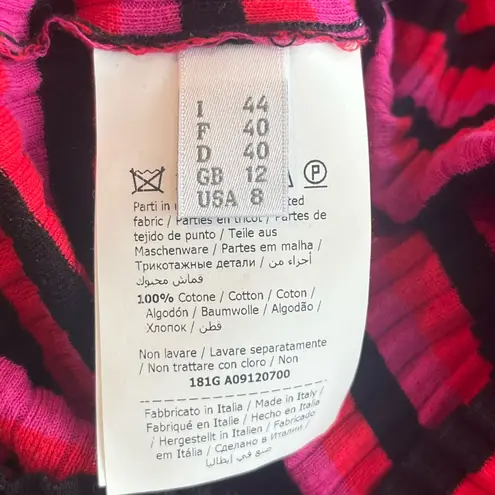 I 44
F 40
D 40
GB 12
USA 8
P
Parti in ted
fabric / Parties en tricot / Partes de
tejido de punto / Teile aus
Maschenware / Partes em malha /
Трикотажные детали / أجزاء من
قماش محبوك
100% Cotone / Cotton / Coton /
Algodón / Baumwolle / Algodão /
Хлопок / قطن
Non lavare / Lavare separatamente
/ Non trattare con cloro / Non
181G A09120700
Fabbricato in Italia / Made in Italy /
Fabriqué en Italie / Hecho en Italia
/ Hergestellt in Italien / Fabricado
em Itália / Сделано в Италии /
صنع في إيطاليا